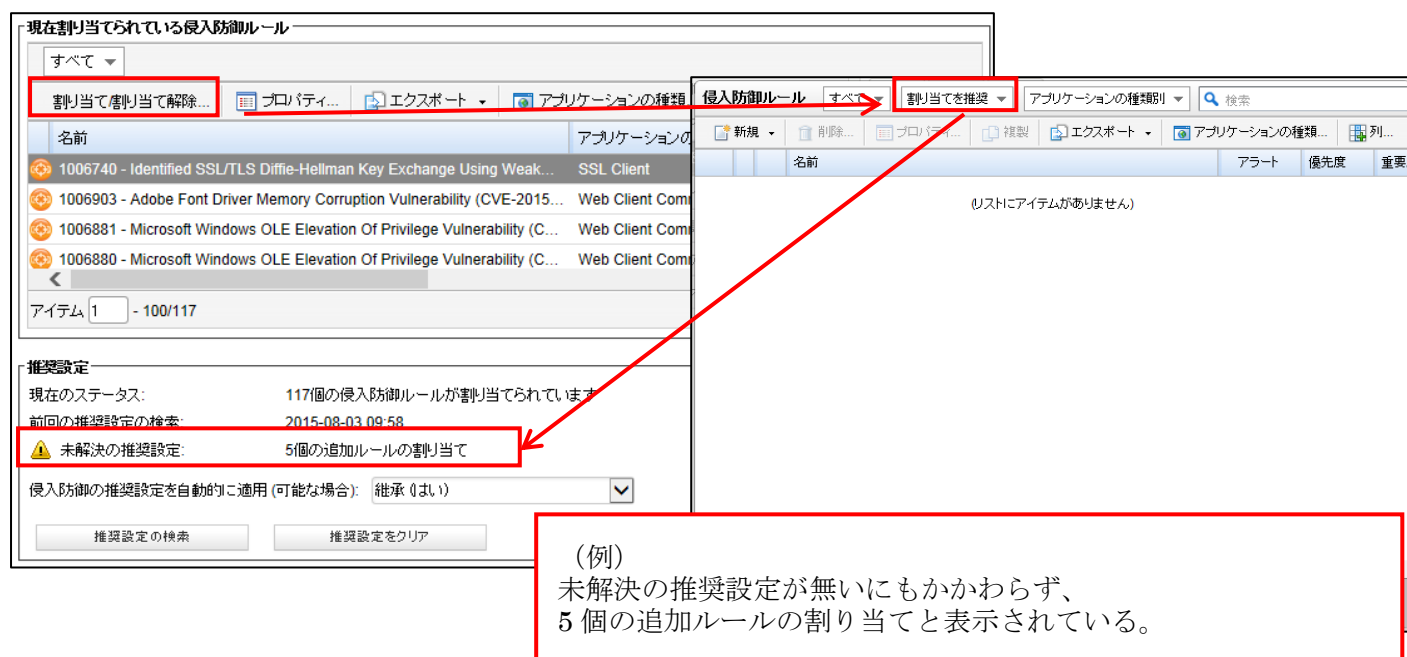 現在割り当てられている侵入防御ルール
すべて
割り当て/割り当て解除... プロパティ... エクスポート アプリケーションの種類
名前 アプリケーションの
1006740 - Identified SSL/TLS Diffie-Hellman Key Exchange Using Weak... SSL Client
1006903 - Adobe Font Driver Memory Corruption Vulnerability (CVE-2015... Web Client Com
1006881 - Microsoft Windows OLE Elevation Of Privilege Vulnerability (C... Web Client Com
1006880 - Microsoft Windows OLE Elevation Of Privilege Vulnerability (C... Web Client Com
アイテム 1 - 100/117
推奨設定
現在のステータス: 117個の侵入防御ルールが割り当てられています
前回の推奨設定の検索: 2015-08-03 09:58
未解決の推奨設定: 5個の追加ルールの割り当て
侵入防御の推奨設定を自動的に適用 (可能な場合): 継承 (はい)
推奨設定の検索 推奨設定をクリア
侵入防御ルール すべて 割り当てを推奨 アプリケーションの種類別 検索
新規 削除... プロパティ... 複製 エクスポート アプリケーションの種類... 列...
名前 アラート 優先度 重要
(リストにアイテムがありません)
(例)
未解決の推奨設定が無いにもかかわらず、
5個の追加ルールの割り当てと表示されている。